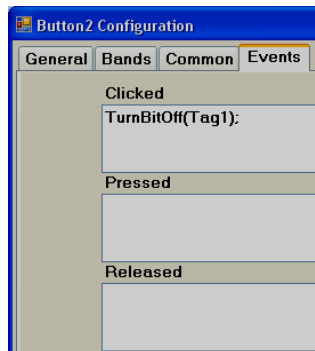 Button2 Configuration
General Bands Common Events
Clicked
TurnBitOff(Tag1);
Pressed
Released